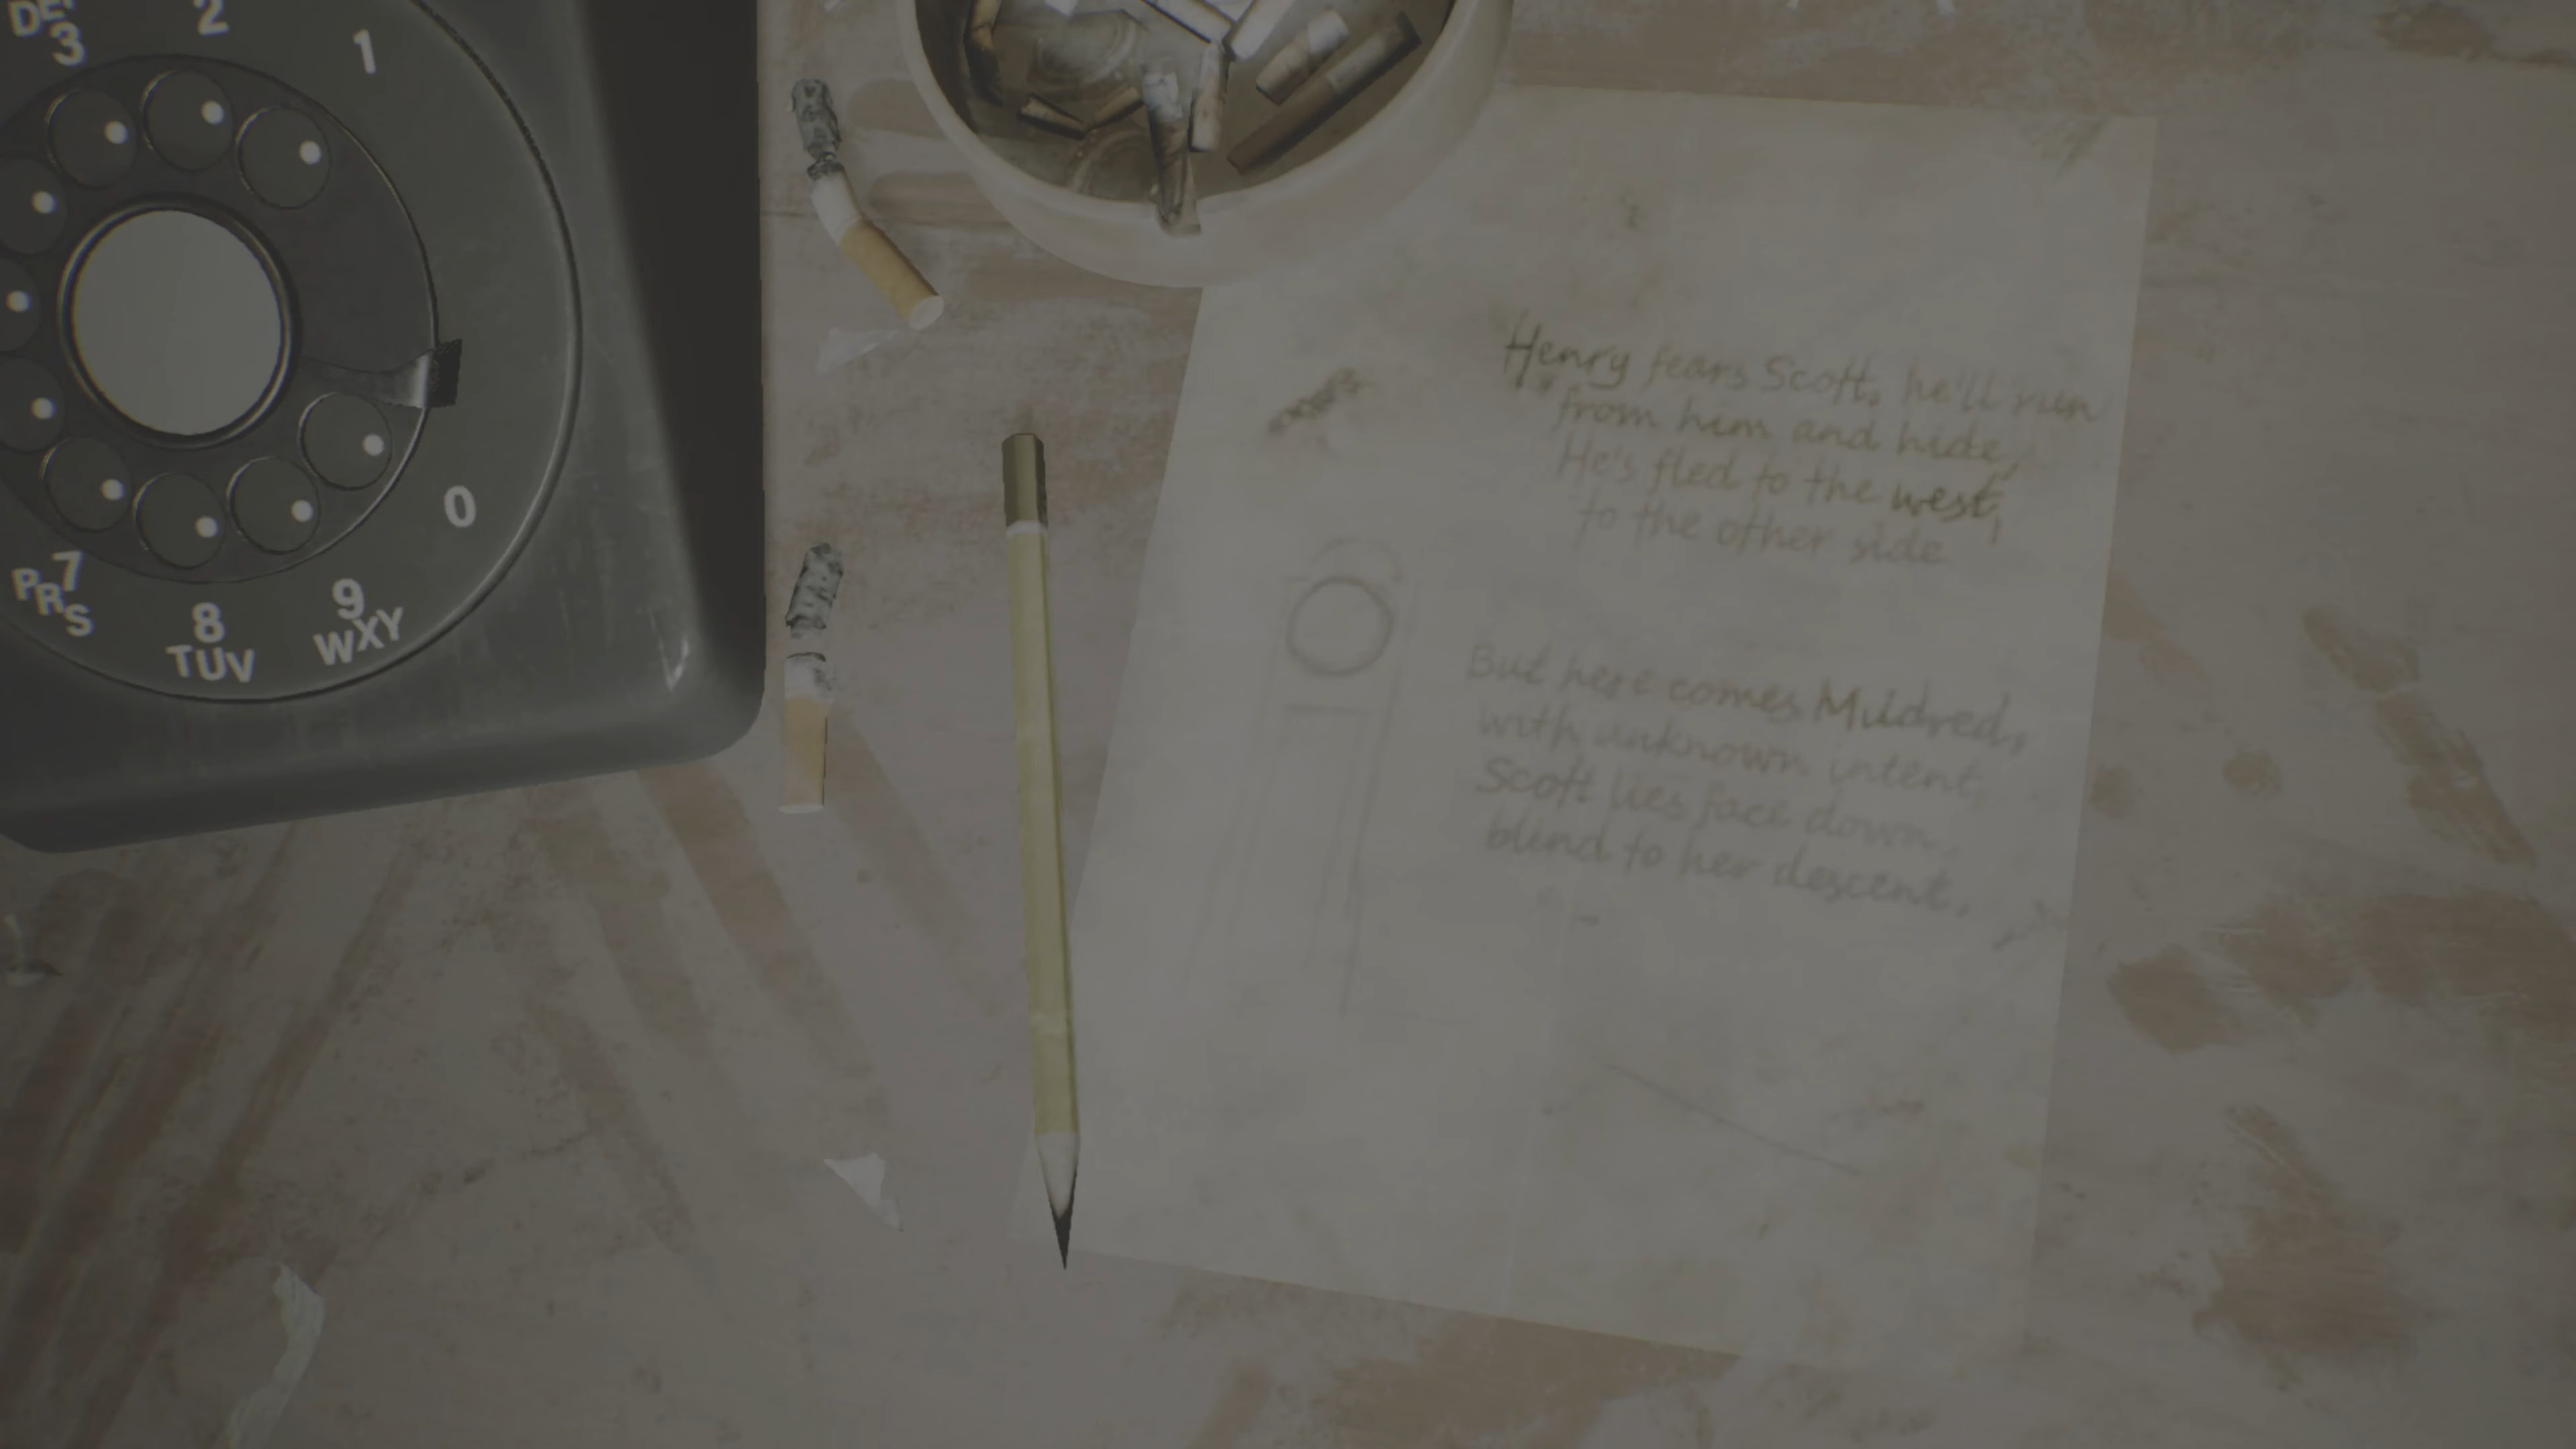 DEF
3
2
1
0
7
PRS
8
TUV
9
WXY
Henry fears Scott, he'll run
from him and hide,
He's fled to the west,
to the other side
But here comes Mildred,
with unknown intent,
Scott lies face down,
blind to her descent.